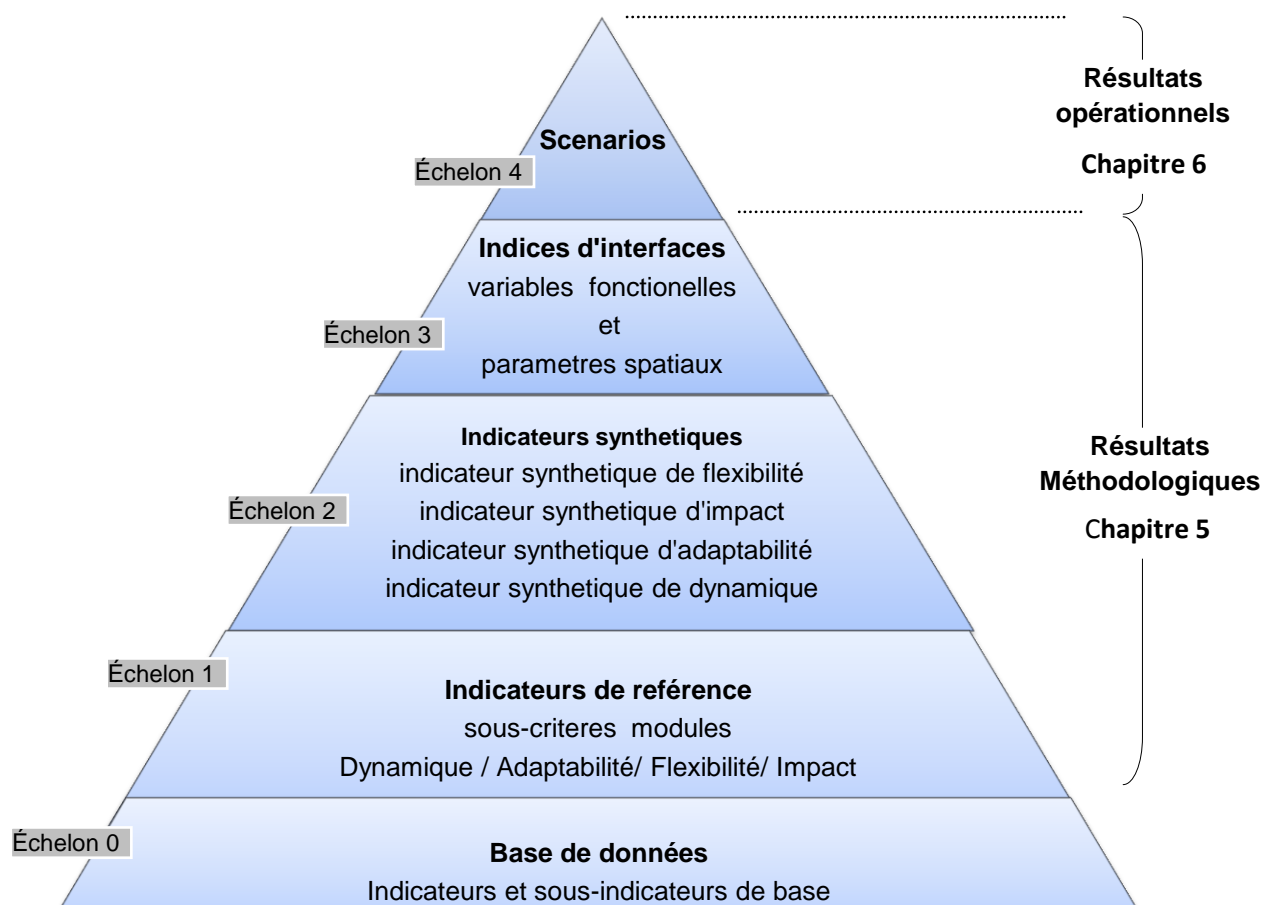 Scenarios
Échelon 4
Résultats
opérationnels
Chapitre 6
Indices d'interfaces
variables fonctionelles
et
parametres spatiaux
Échelon 3
Indicateurs synthetiques
indicateur synthetique de flexibilité
indicateur synthetique d'impact
indicateur synthetique d'adaptabilité
indicateur synthetique de dynamique
Échelon 2
Résultats
Méthodologiques
Chapitre 5
Échelon 1
Indicateurs de reférence
sous-criteres modules
Dynamique / Adaptabilité/ Flexibilité/ Impact
Échelon 0
Base de données
Indicateurs et sous-indicateurs de base